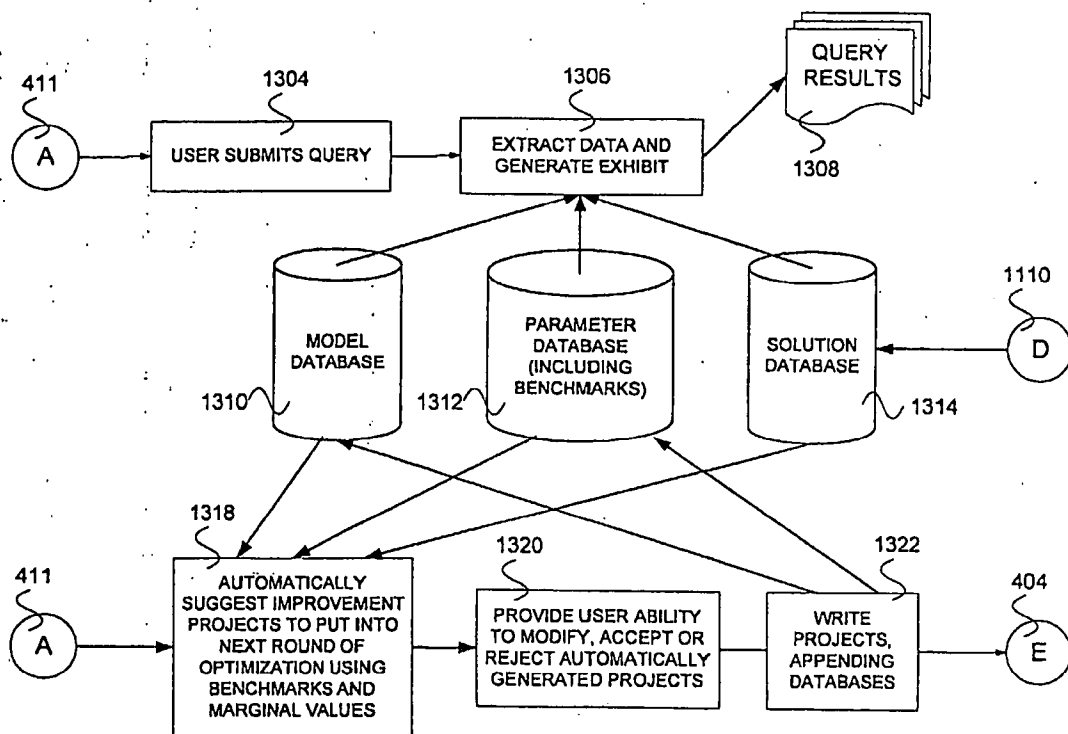 QUERY
RESULTS
411
1304
1306
1308
A
USER SUBMITS QUERY
EXTRACT DATA AND
GENERATE EXHIBIT
1110
MODEL
DATABASE
PARAMETER
DATABASE
(INCLUDING
BENCHMARKS)
SOLUTION
DATABASE
D
1310
1312
1314
1318
1320
1322
411
404
A
AUTOMATICALLY
SUGGEST IMPROVEMENT
PROJECTS TO PUT INTO
NEXT ROUND OF
OPTIMIZATION USING
BENCHMARKS AND
MARGINAL VALUES
PROVIDE USER ABILITY
TO MODIFY, ACCEPT OR
REJECT AUTOMATICALLY
GENERATED PROJECTS
WRITE
PROJECTS,
APPENDING
DATABASES
E